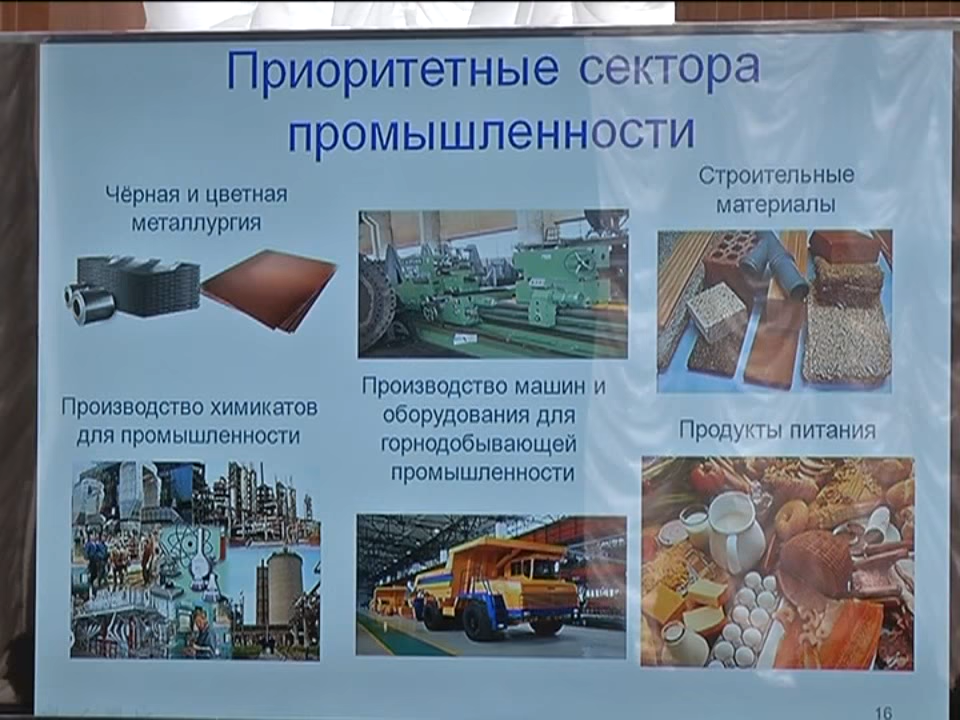 Приоритетные сектора
промышленности
Чёрная и цветная
металлургия
Строительные
материалы
Производство химикатов
для промышленности
Производство машин и
оборудования для
горнодобывающей
промышленности
Продукты питания
16